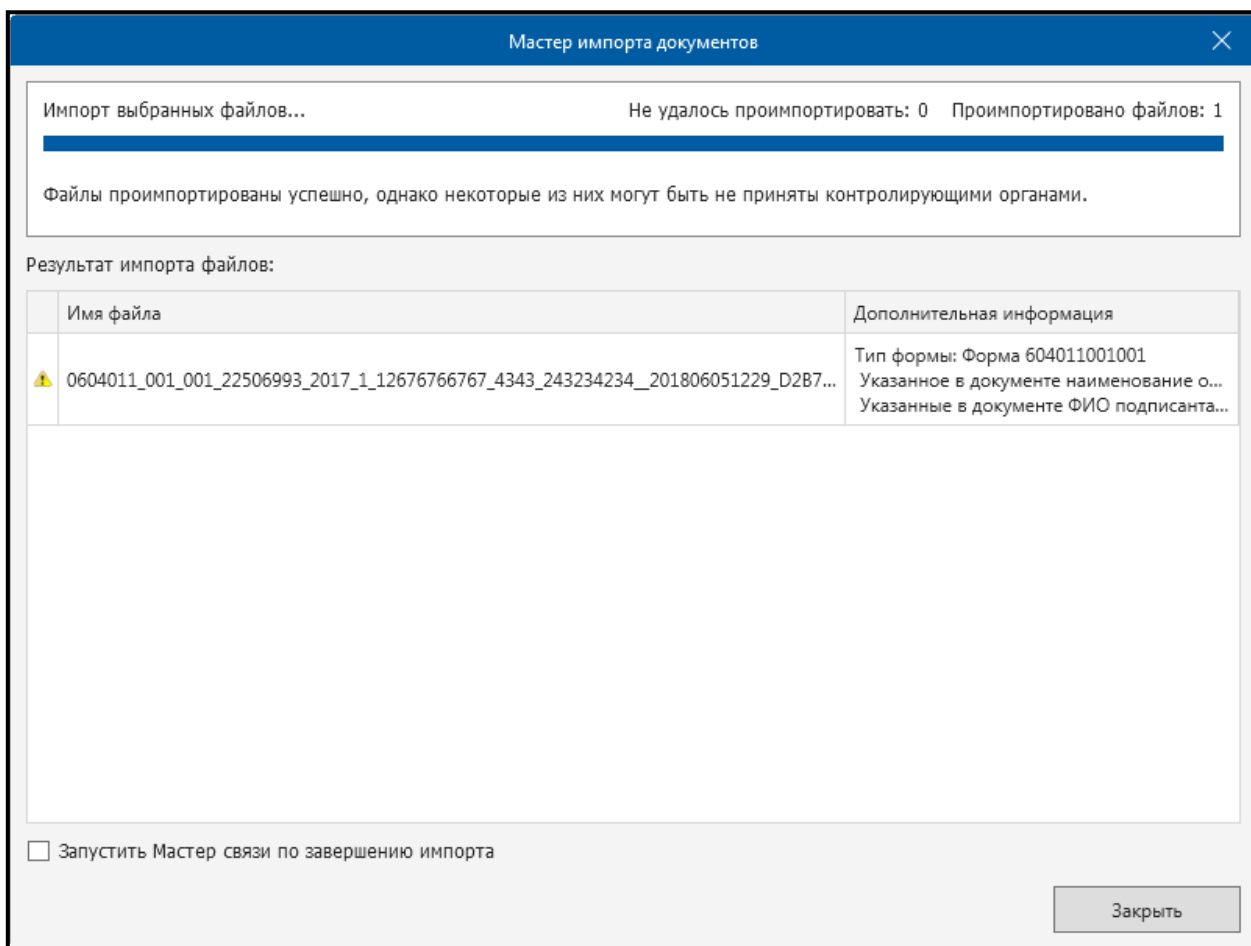 Мастер импорта документов
Импорт выбранных файлов... Не удалось проимпортировать: 0 Проимпортировано файлов: 1
Файлы проимпортированы успешно, однако некоторые из них могут быть не приняты контролирующими органами.
Результат импорта файлов:
Имя файла Дополнительная информация
Тип формы: Форма 604011001001
0604011_001_001_22506993_2017_1_12676766767_4343_243234234__201806051229_D2B7... Указанное в документе наименование о...
Указанные в документе ФИО подписанта...
Запустить Мастер связи по завершению импорта
Закрыть